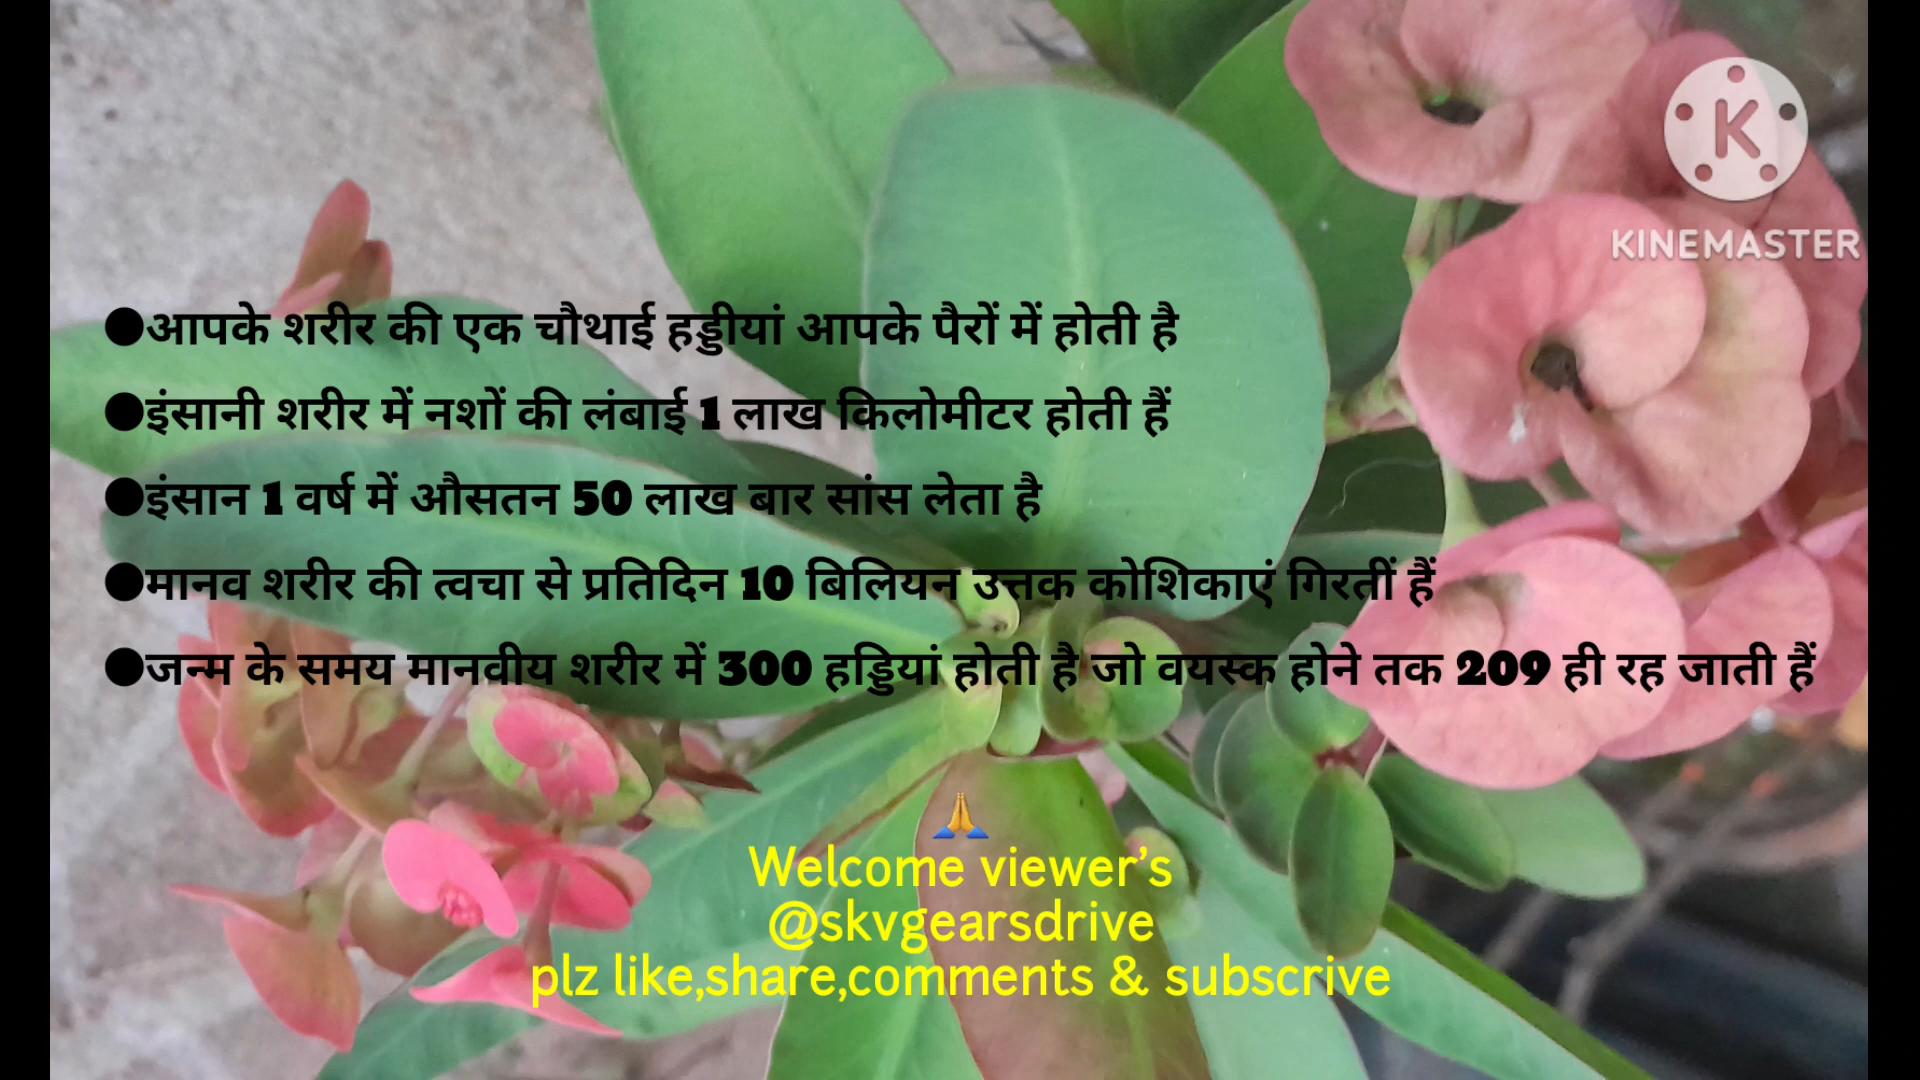 K
KINEMASTER
●आपके शरीर की एक चौथाई हड्डीयां आपके पैरों में होती है
●इंसानी शरीर में नशों की लंबाई 1 लाख किलोमीटर होती हैं
●इंसान 1 वर्ष में औसतन 50 लाख बार सांस लेता है
●मानव शरीर की त्वचा से प्रतिदिन 10 बिलियन उत्तक कोशिकाएं गिरतीं हैं
●जन्म के समय मानवीय शरीर में 300 हड्डियां होती है जो वयस्क होने तक 209 ही रह जाती हैं
🙏
Welcome viewer's
@skvgearsdrive
plz like,share,comments & subscrive